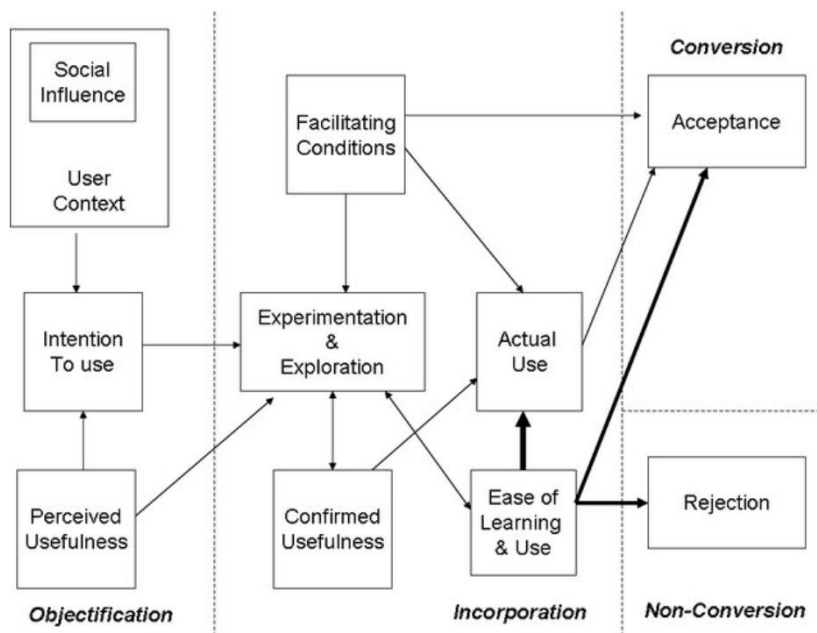 Social
Influence
User
Context
Intention
To use
Perceived
Usefulness
Objectification
Facilitating
Conditions
Experimentation
&
Exploration
Actual
Use
Confirmed
Usefulness
Ease of
Learning
& Use
Incorporation
Conversion
Acceptance
Rejection
Non-Conversion